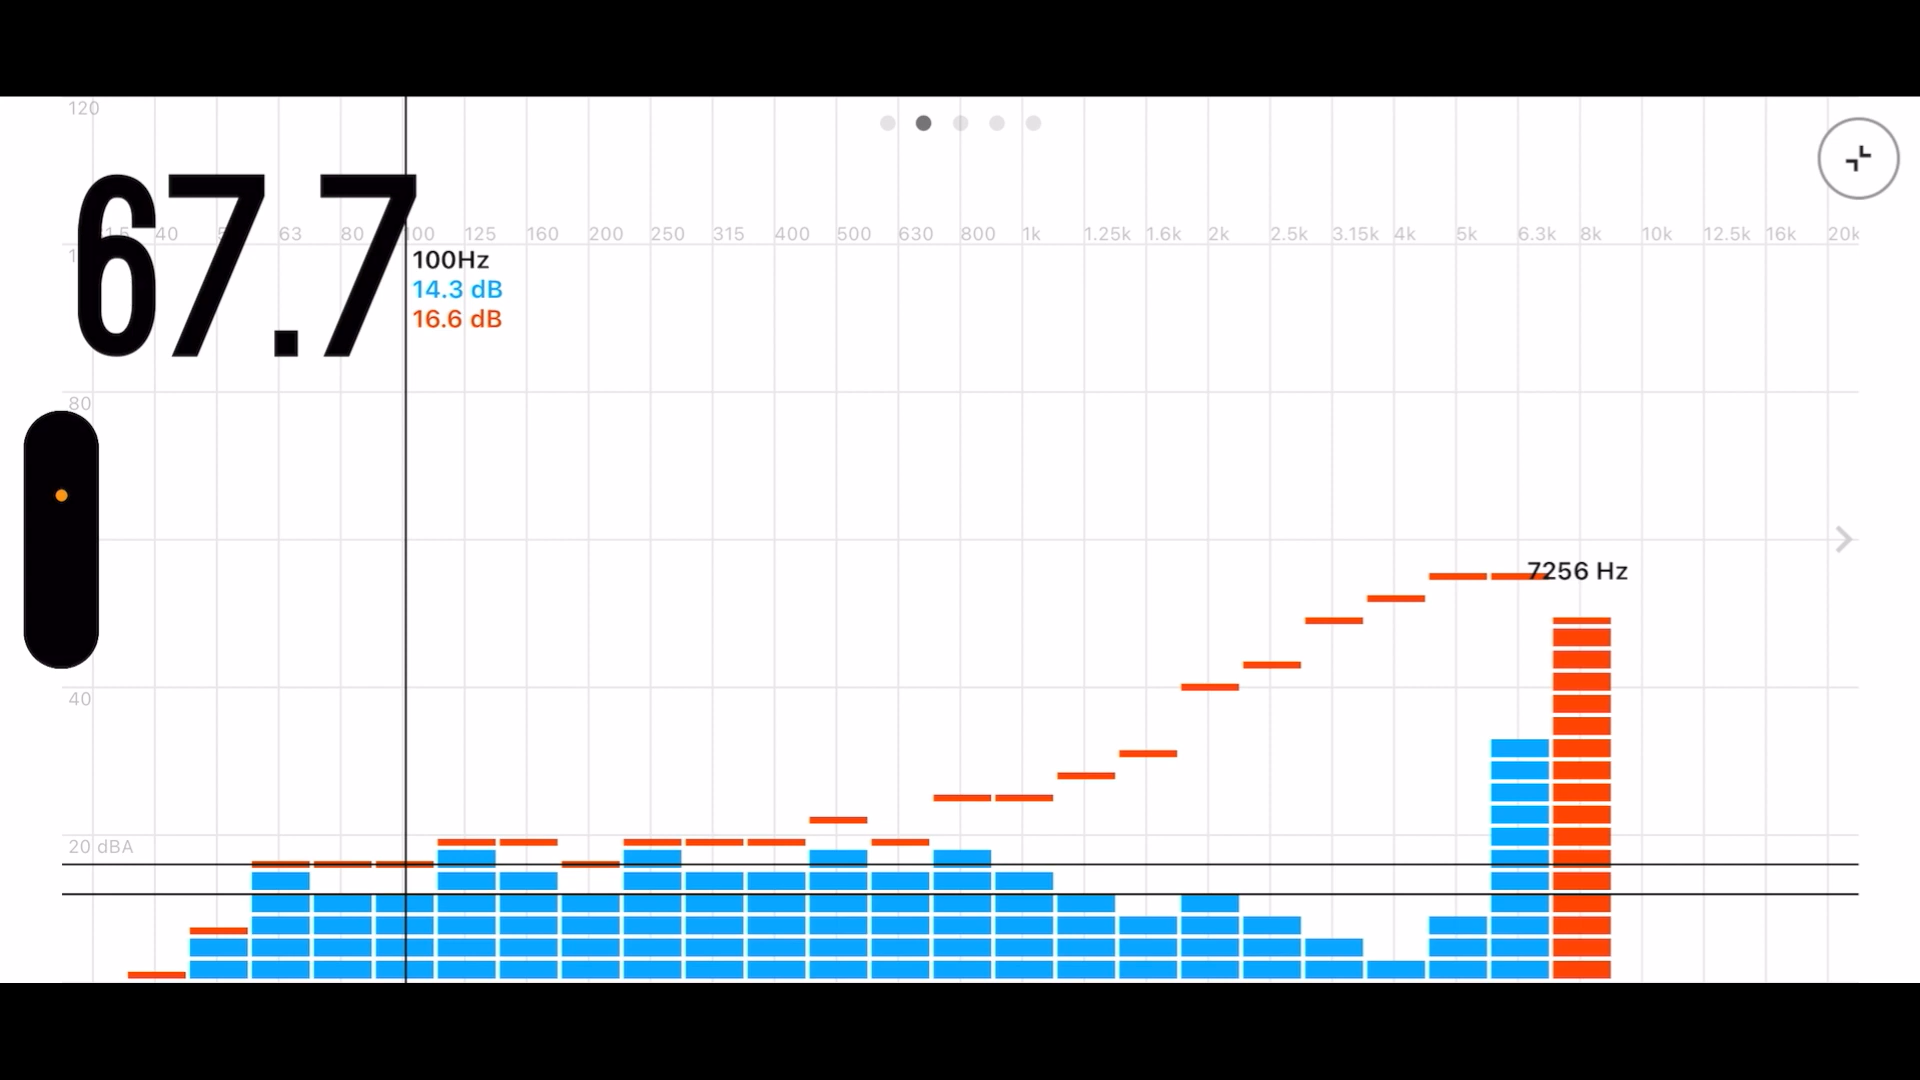 120
67.7
40 63 80 100 125 160 200 250 315 400 500 630 800 1k 1.25k 1.6k 2k 2.5k 3.15k 4k 5k 6.3k 8k 10k 12.5k 16k 20k
100Hz
14.3 dB
16.6 dB
80
7256 Hz
40
20 dBA